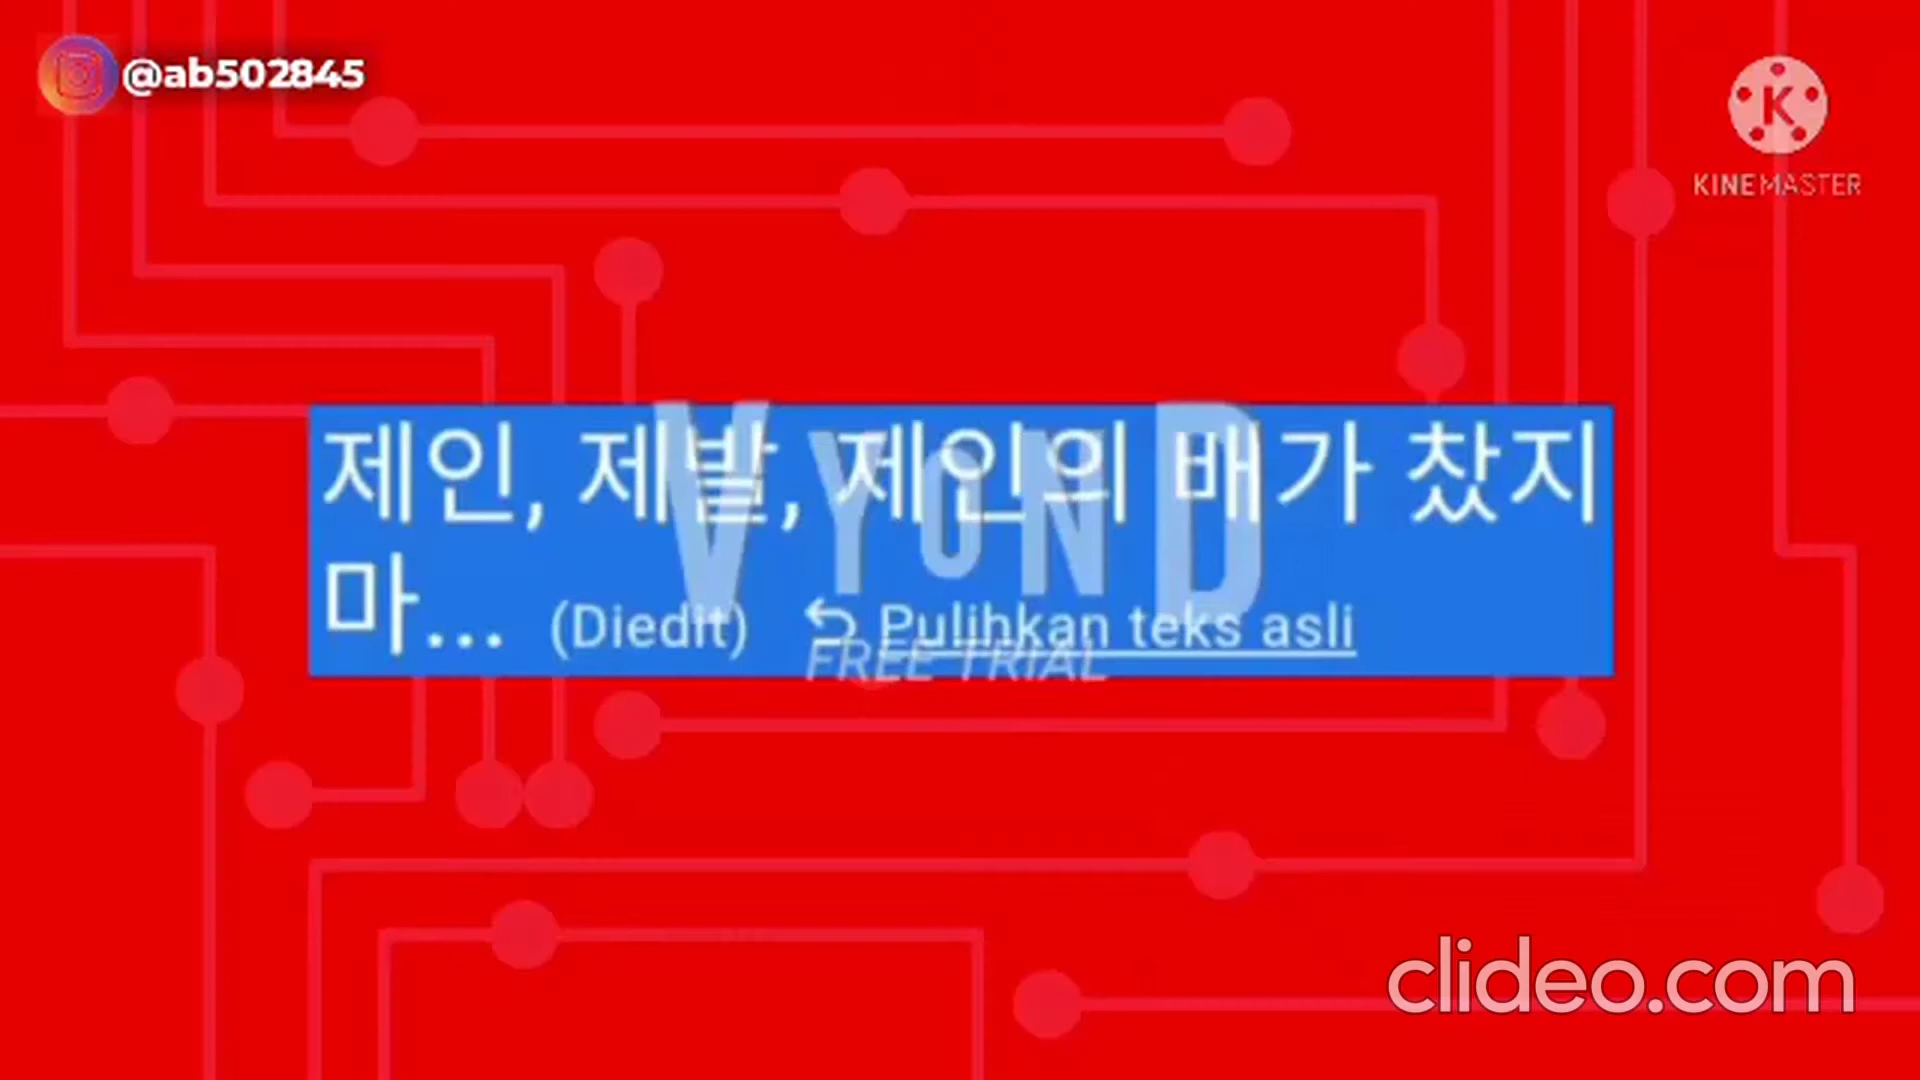 @ab502845
KINEMASTER
제인, 제발, 제인의 배가 찼지
마... (Diedit) Pulihkan teks asli
VYOND
FREE TRIAL
clideo.com